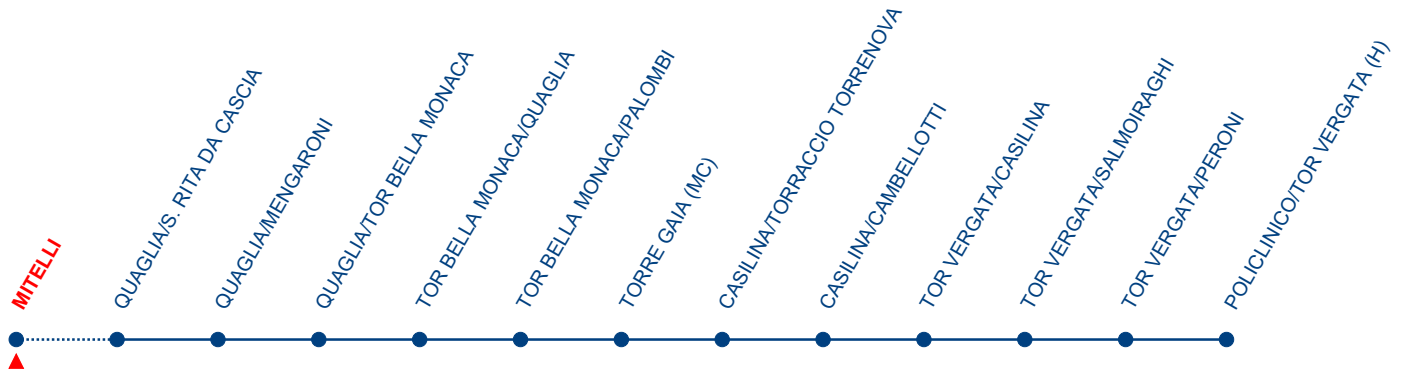 MITELLI
QUAGLIA/S. RITA DA CASCIA
QUAGLIA/MENGARONI
QUAGLIA/TOR BELLA MONACA
TOR BELLA MONACA/QUAGLIA
TOR BELLA MONACA/PALOMBI
TORRE GAIA (MC)
CASILINA/TORRACCIO TORRENOVA
CASILINA/CAMBELLOTTI
TOR VERGATA/CASILINA
TOR VERGATA/SALMOIRAGHI
TOR VERGATA/PERONI
POLICLINICO/TOR VERGATA (H)